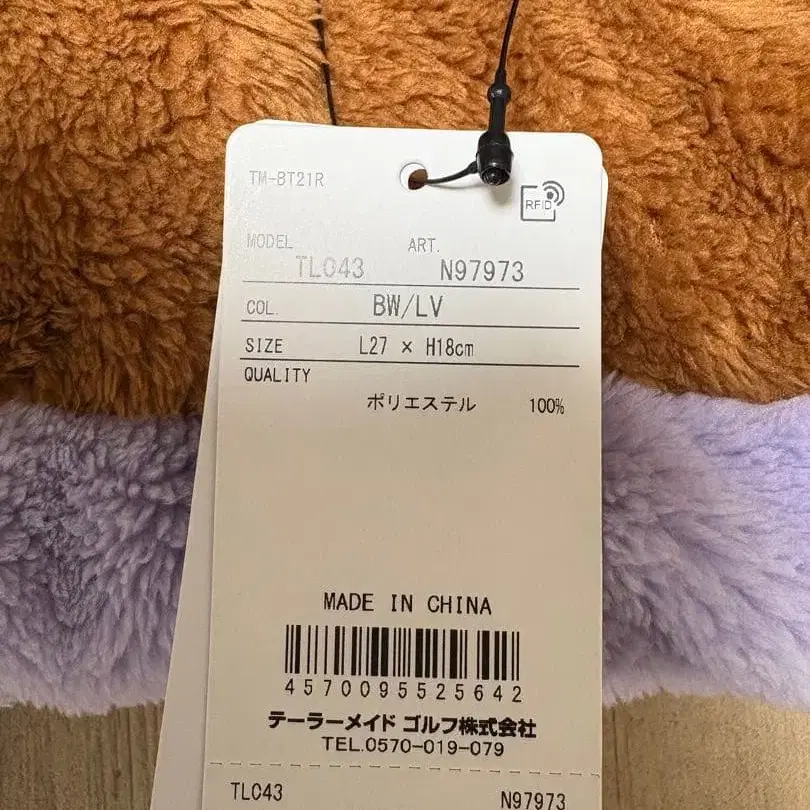 TM-BT21R
RFID
MODEL ART.
TLC43 N97973
COL. BW/LV
SIZE L27 × H18cm
QUALITY
ポリエステル 100%
MADE IN CHINA
4570095525642
テーラーメイド ゴルフ株式会社
TEL.0570-019-079
TLC43 N97973